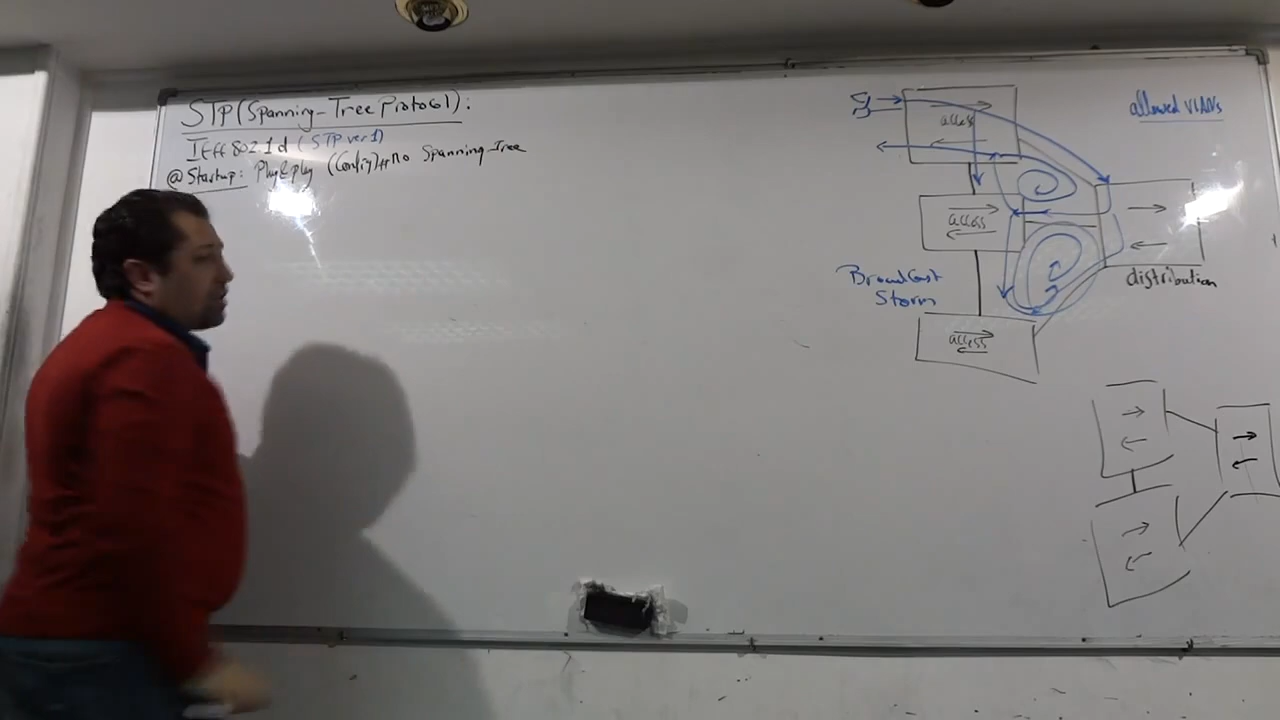 STP (Spanning-Tree Protocol):
IEff 802.1d (STP ver1)
@Startup: Plug&play (Config)# no Spanning-Tree
allowed VLANs
access
access
Broadcast
Storm
distribution
access